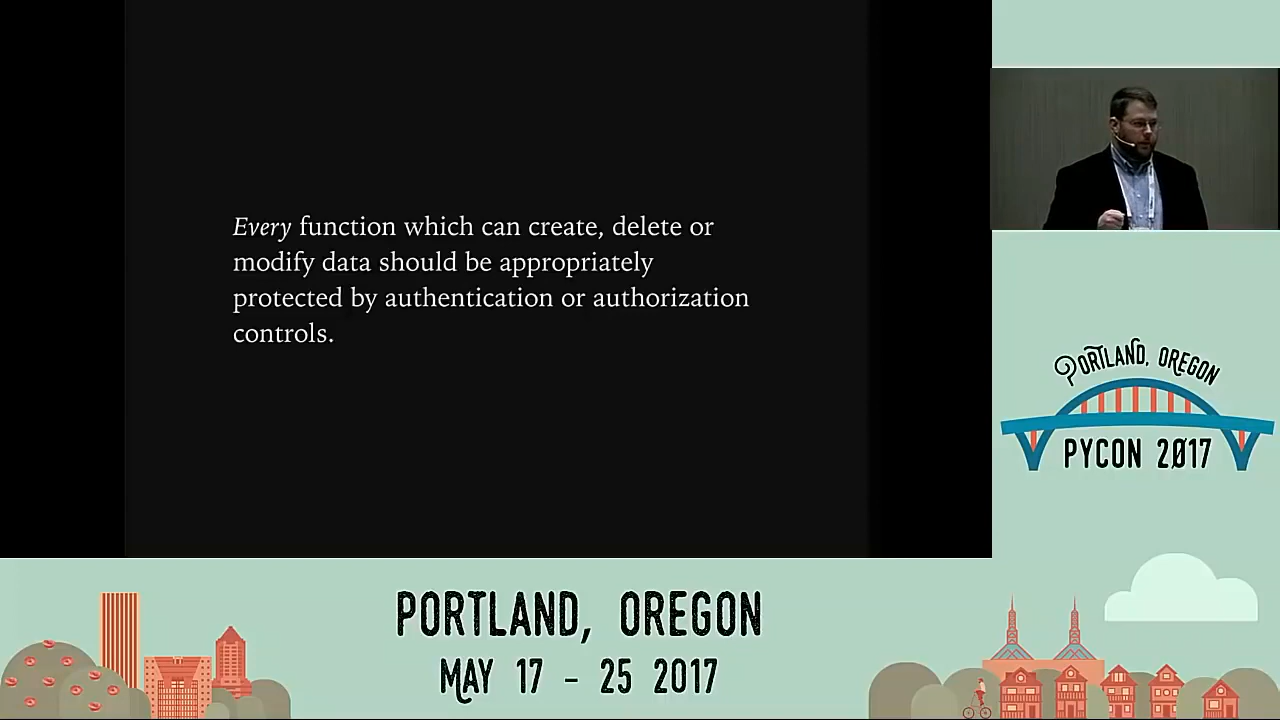 Every function which can create, delete or
modify data should be appropriately
protected by authentication or authorization
controls.
PORTLAND, OREGON
PYCON 2017
PORTLAND, OREGON
MAY 17 - 25 2017